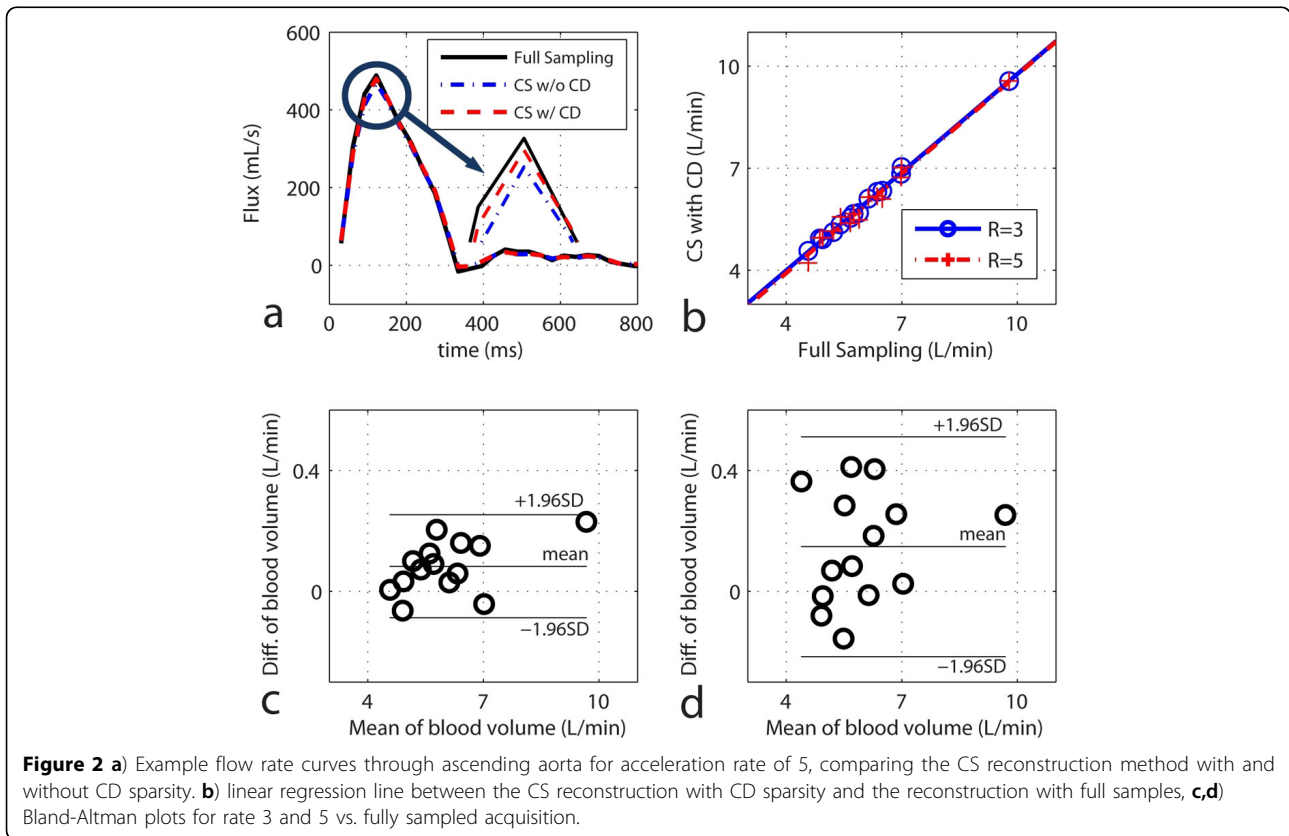 600
400
200
0
−100
0
200
400
600
800
Flux (mL/s)
time (ms)
Full Sampling
CS w/o CD
CS w/ CD
a
10
7
4
4
7
10
CS with CD (L/min)
Full Sampling (L/min)
R=3
R=5
b
0.4
0
4
7
10
Diff. of blood volume (L/min)
Mean of blood volume (L/min)
+1.96SD
mean
−1.96SD
c
0.4
0
4
7
10
Diff. of blood volume (L/min)
Mean of blood volume (L/min)
+1.96SD
mean
−1.96SD
d
Figure 2 a) Example flow rate curves through ascending aorta for acceleration rate of 5, comparing the CS reconstruction method with and
without CD sparsity. b) linear regression line between the CS reconstruction with CD sparsity and the reconstruction with full samples, c,d)
Bland-Altman plots for rate 3 and 5 vs. fully sampled acquisition.